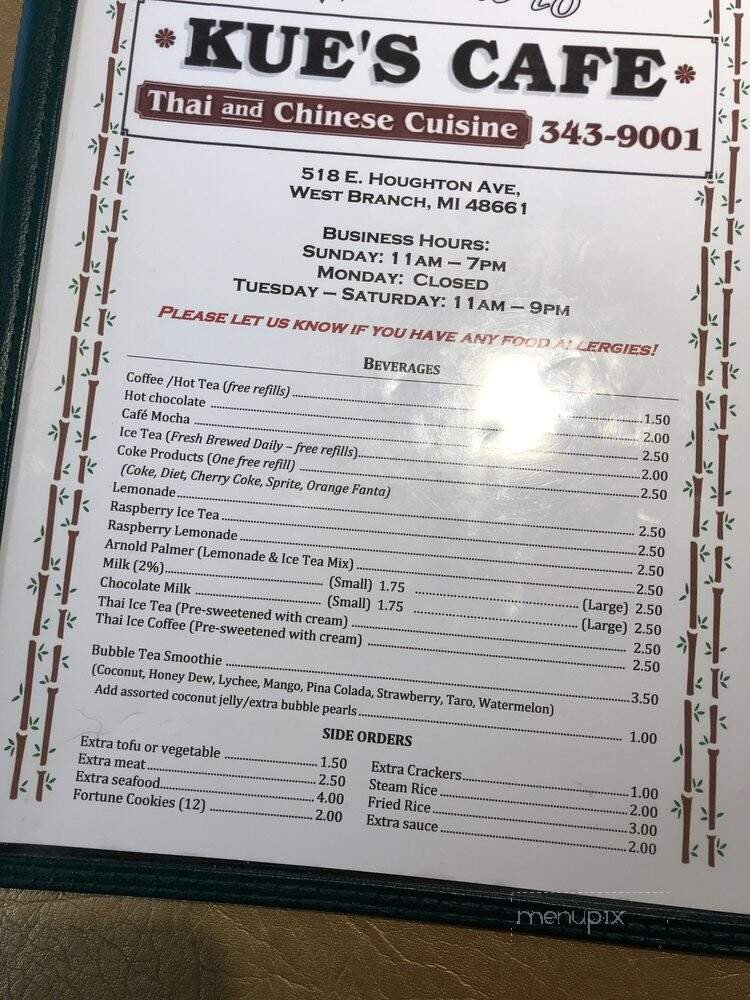 to
KUE'S CAFE
Thai and Chinese Cuisine 343-9001
518 E. Houghton Ave,
West Branch, MI 48661
Business Hours:
Sunday: 11am – 7pm
Monday: Closed
Tuesday – Saturday: 11am – 9pm
Please let us know if you have any food allergies!
Beverages
Coffee /Hot Tea (free refills) 1.50
Hot chocolate 2.00
Café Mocha 2.50
Ice Tea (Fresh Brewed Daily – free refills) 2.00
Coke Products (One free refill) 2.50
(Coke, Diet, Cherry Coke, Sprite, Orange Fanta)
Lemonade 2.50
Raspberry Ice Tea 2.50
Raspberry Lemonade 2.50
Arnold Palmer (Lemonade & Ice Tea Mix) 2.50
Milk (2%) (Small) 1.75 (Large) 2.50
Chocolate Milk (Small) 1.75 (Large) 2.50
Thai Ice Tea (Pre-sweetened with cream) 2.50
Thai Ice Coffee (Pre-sweetened with cream) 2.50
Bubble Tea Smoothie 3.50
(Coconut, Honey Dew, Lychee, Mango, Pina Colada, Strawberry, Taro, Watermelon)
Add assorted coconut jelly/extra bubble pearls 1.00
SIDE ORDERS
Extra tofu or vegetable 1.50
Extra meat 2.50
Extra seafood 4.00
Fortune Cookies (12) 2.00
Extra Crackers 1.00
Steam Rice 2.00
Fried Rice 3.00
Extra sauce 2.00
menupix